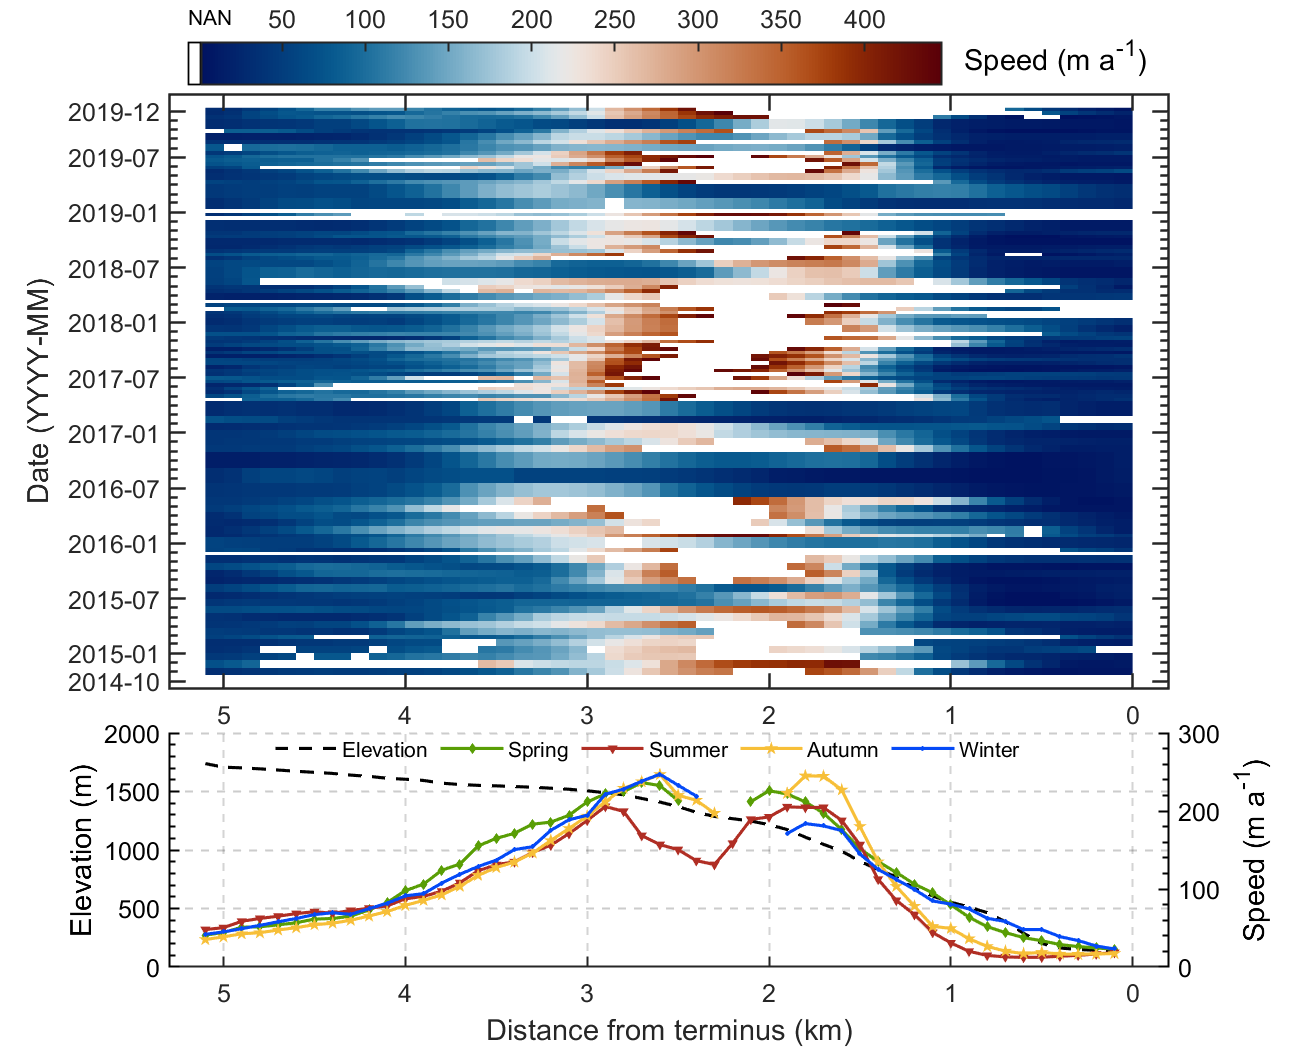 NAN 50 100 150 200 250 300 350 400
Speed (m a-1)
Date (YYYY-MM)
2019-12
2019-07
2019-01
2018-07
2018-01
2017-07
2017-01
2016-07
2016-01
2015-07
2015-01
2014-10
5 4 3 2 1 0
Elevation (m)
2000
1500
1000
500
0
Elevation Spring Summer Autumn Winter
300
200
100
0
Speed (m a-1)
5 4 3 2 1 0
Distance from terminus (km)